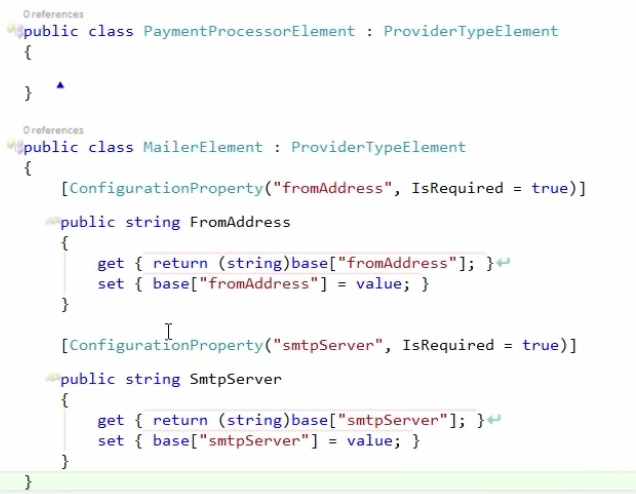 0 references
public class PaymentProcessorElement : ProviderTypeElement
{
}
0 references
public class MailerElement : ProviderTypeElement
{
[ConfigurationProperty("fromAddress", IsRequired = true)]
public string FromAddress
{
get { return (string)base["fromAddress"]; }
set { base["fromAddress"] = value; }
}
[ConfigurationProperty("smtpServer", IsRequired = true)]
public string SmtpServer
{
get { return (string)base["smtpServer"]; }
set { base["smtpServer"] = value; }
}
}